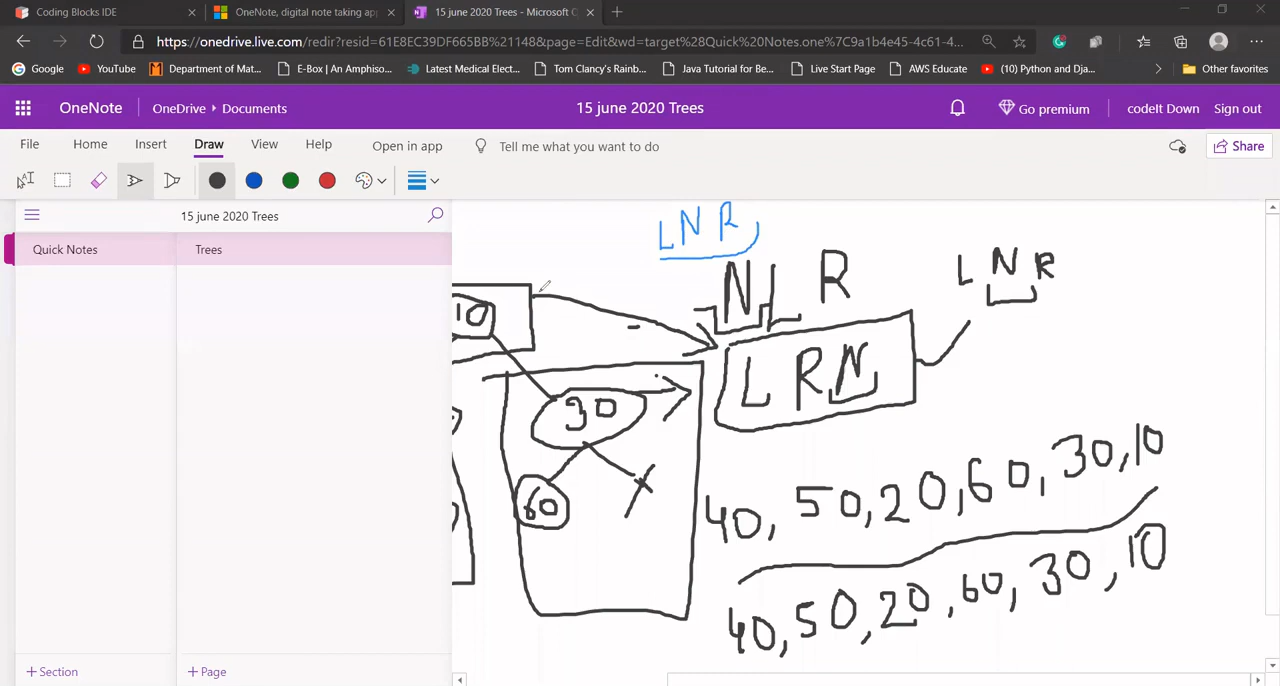 Coding Blocks IDE
OneNote, digital note taking ap
15 june 2020 Trees - Microsoft O
https://onedrive.live.com/redir?resid=61E8EC39DF665BB%21148&page=Edit&wd=target%28Quick%20Notes.one%7C9a1b4e45-4c61-4...
Google
YouTube
Department of Mat...
E-Box | An Amphiso...
Latest Medical Elect...
Tom Clancy's Rainb...
Java Tutorial for Be...
Live Start Page
AWS Educate
(10) Python and Dja...
Other favorites
OneNote
OneDrive › Documents
15 june 2020 Trees
Go premium
codeIt Down
Sign out
File
Home
Insert
Draw
View
Help
Open in app
Tell me what you want to do
Share
15 june 2020 Trees
Quick Notes
Trees
+ Section
+ Page
L N R
N L R
L N R
10
L R N
30
60
40, 50, 20, 60, 30, 10
40, 50, 20, 60, 30, 10